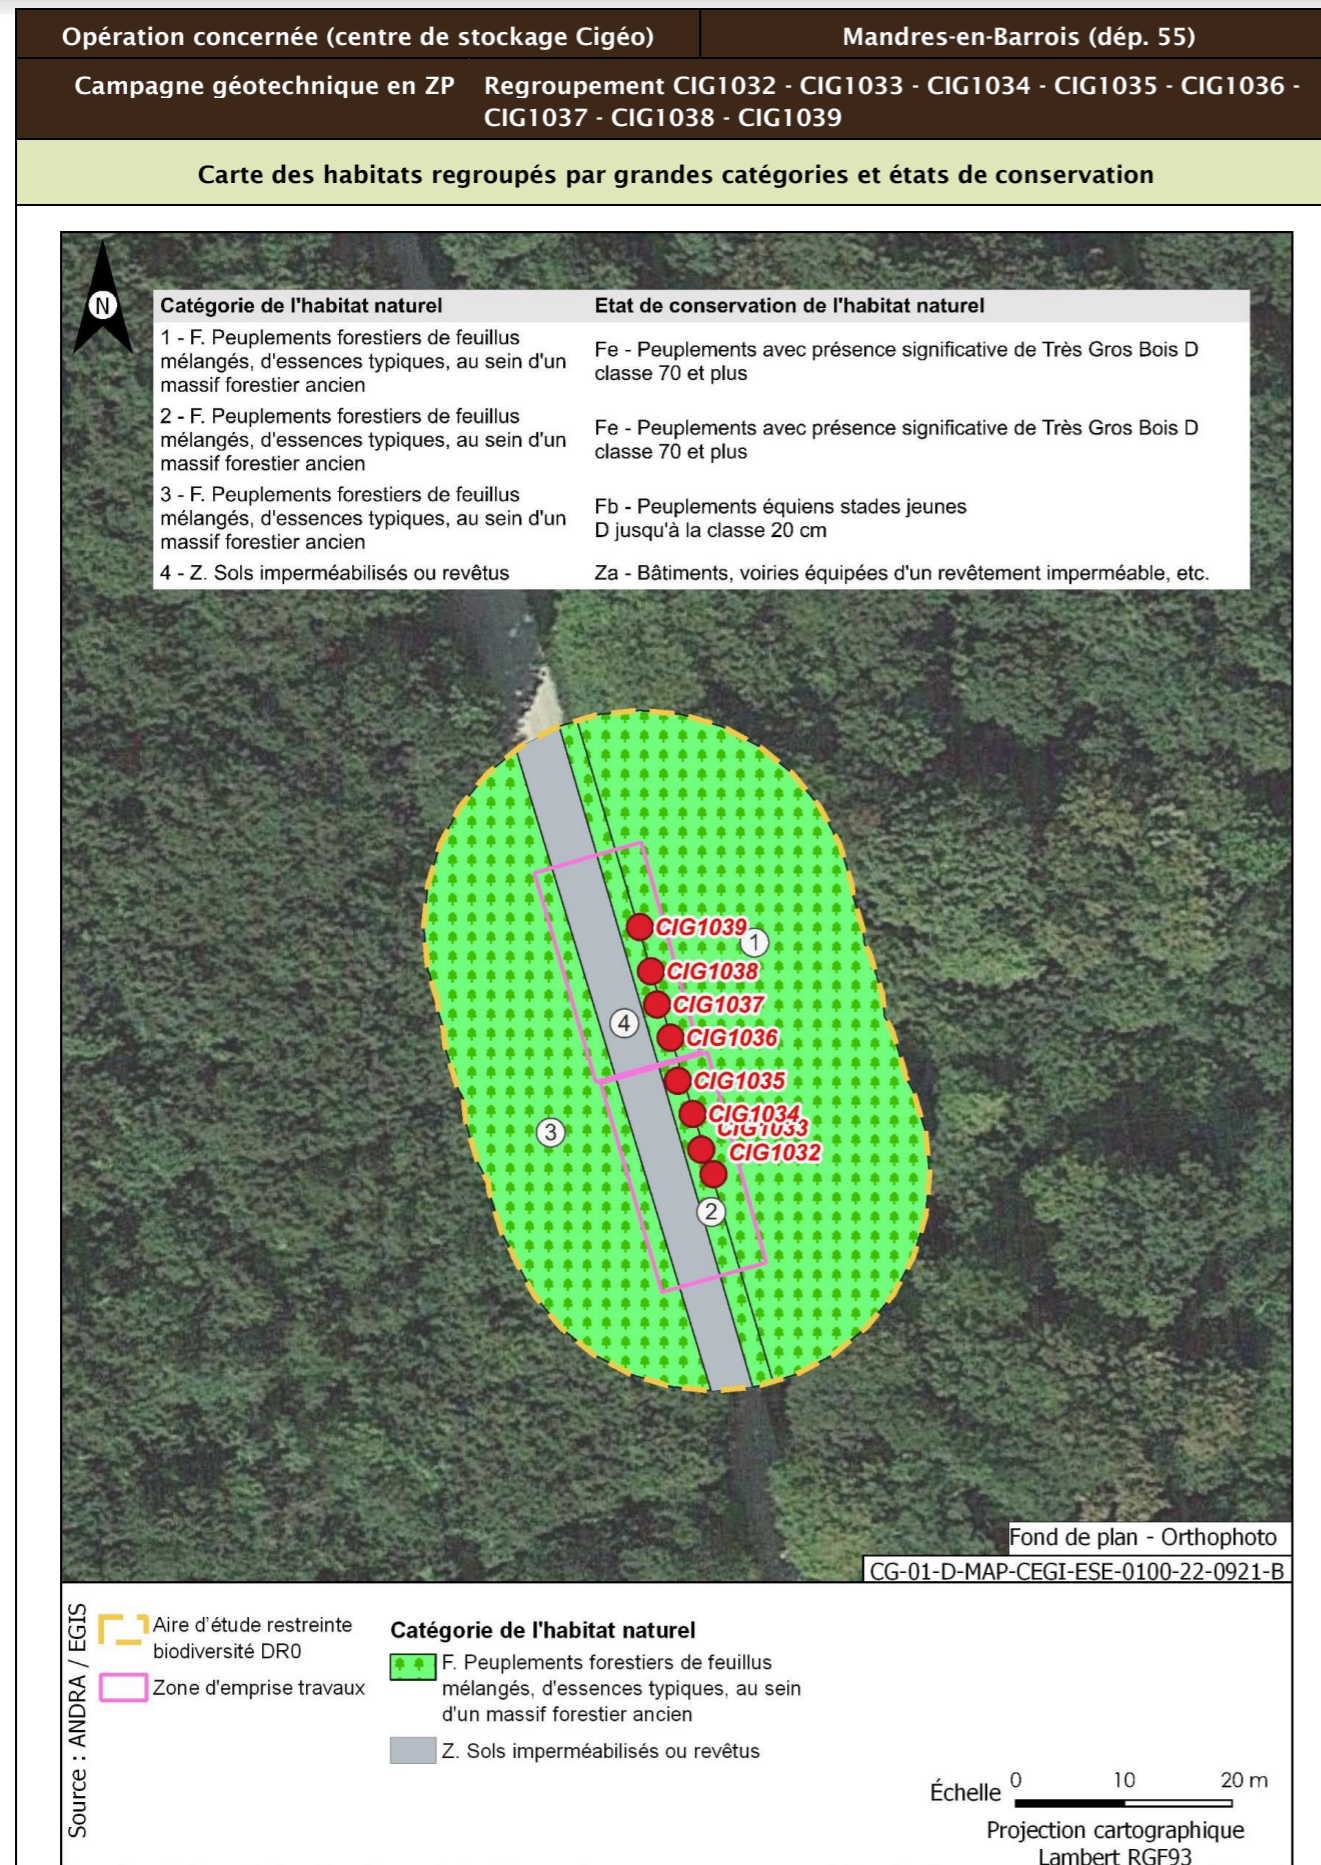 Opération concernée (centre de stockage Cigéo)
Mandres-en-Barrois (dép. 55)
Campagne géotechnique en ZP
Regroupement CIG1032 - CIG1033 - CIG1034 - CIG1035 - CIG1036 -
CIG1037 - CIG1038 - CIG1039
Carte des habitats regroupés par grandes catégories et états de conservation
N
Catégorie de l'habitat naturel
Etat de conservation de l'habitat naturel
1 - F. Peuplements forestiers de feuillus
mélangés, d'essences typiques, au sein d'un
massif forestier ancien
Fe - Peuplements avec présence significative de Très Gros Bois D
classe 70 et plus
2 - F. Peuplements forestiers de feuillus
mélangés, d'essences typiques, au sein d'un
massif forestier ancien
Fe - Peuplements avec présence significative de Très Gros Bois D
classe 70 et plus
3 - F. Peuplements forestiers de feuillus
mélangés, d'essences typiques, au sein d'un
massif forestier ancien
Fb - Peuplements équiens stades jeunes
D jusqu'à la classe 20 cm
4 - Z. Sols imperméabilisés ou revêtus
Za - Bâtiments, voiries équipées d'un revêtement imperméable, etc.
CIG1039
1
CIG1038
CIG1037
4
CIG1036
CIG1035
CIG1034
CIG1033
3
CIG1032
2
Fond de plan - Orthophoto
CG-01-D-MAP-CEGI-ESE-0100-22-0921-B
Source : ANDRA / EGIS
Aire d'étude restreinte
biodiversité DR0
Zone d'emprise travaux
Catégorie de l'habitat naturel
F. Peuplements forestiers de feuillus
mélangés, d'essences typiques, au sein
d'un massif forestier ancien
Z. Sols imperméabilisés ou revêtus
Échelle 0 10 20 m
Projection cartographique
Lambert RGF93